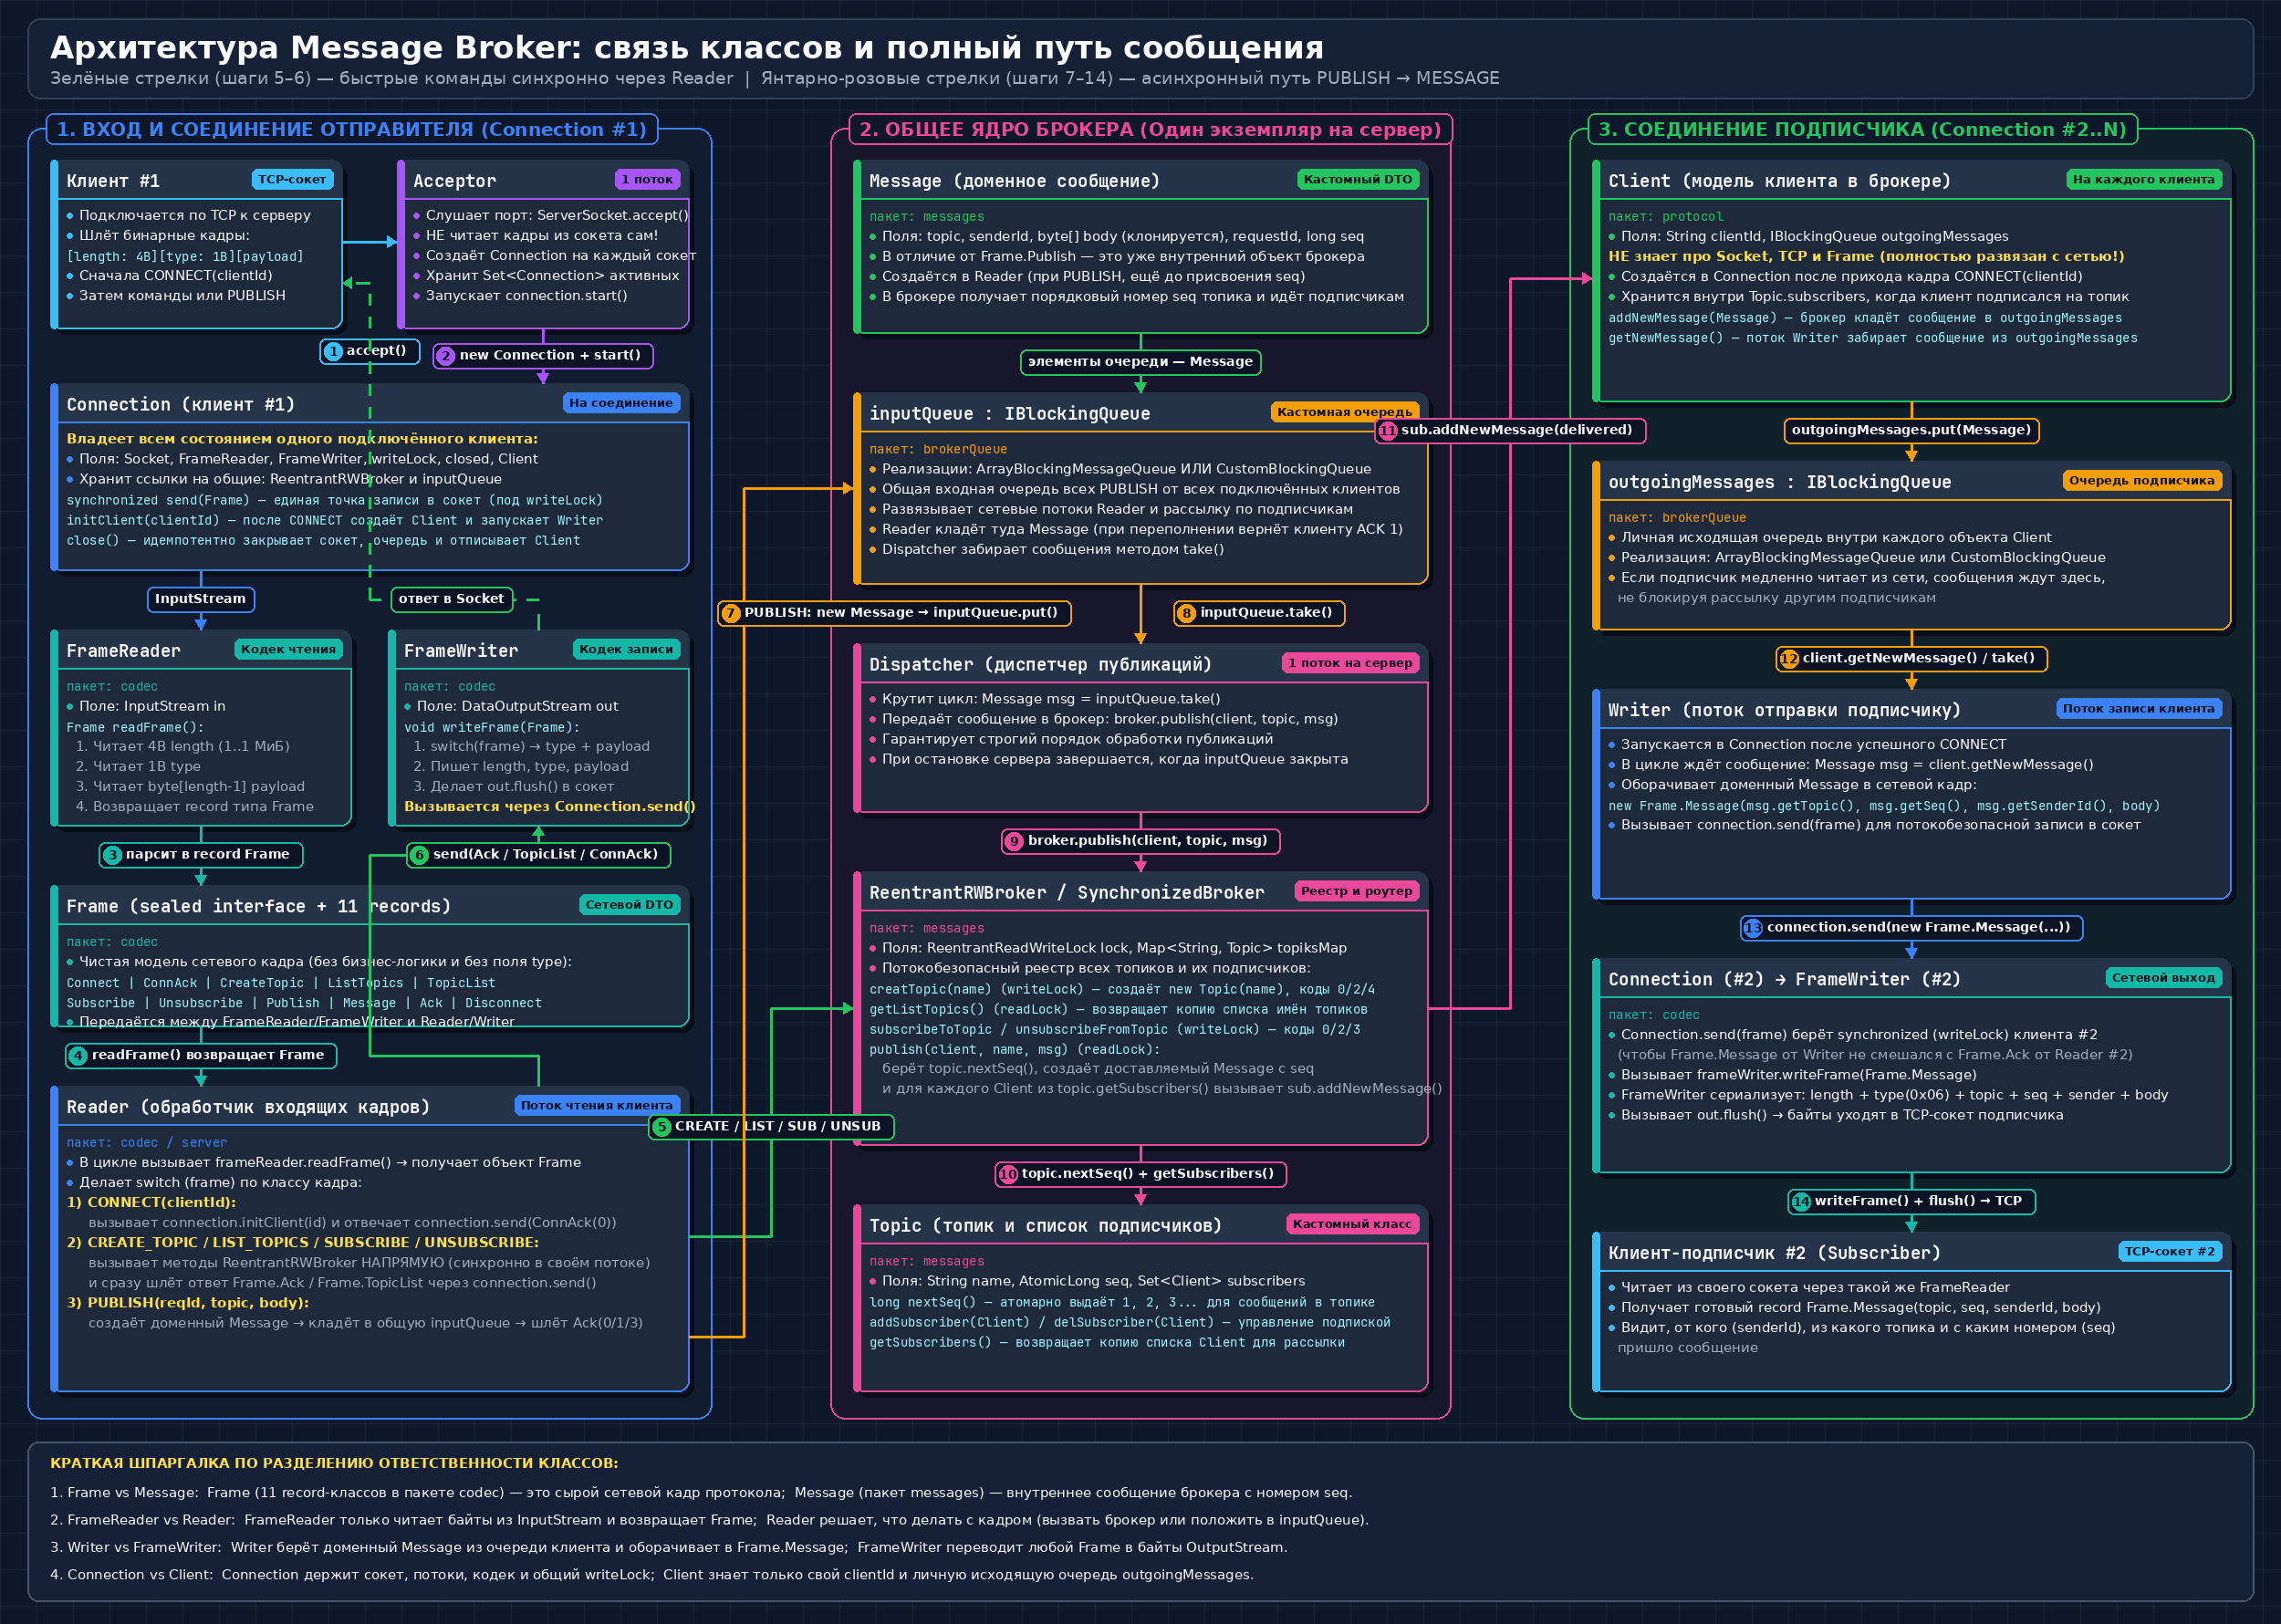 Архитектура Message Broker: связь классов и полный путь сообщения
Зелёные стрелки (шаги 5–6) — быстрые команды синхронно через Reader | Янтарно-розовые стрелки (шаги 7–14) — асинхронный путь PUBLISH → MESSAGE
1. ВХОД И СОЕДИНЕНИЕ ОТПРАВИТЕЛЯ (Connection #1)
Клиент #1
TCP-сокет
Подключается по TCP к серверу
Шлёт бинарные кадры:
[length: 4B][type: 1B][payload]
Сначала CONNECT(clientId)
Затем команды или PUBLISH
Acceptor
1 поток
Слушает порт: ServerSocket.accept()
НЕ читает кадры из сокета сам!
Создаёт Connection на каждый сокет
Хранит Set<Connection> активных
Запускает connection.start()
1 accept()
2 new Connection + start()
Connection (клиент #1)
На соединение
Владеет всем состоянием одного подключённого клиента:
Поля: Socket, FrameReader, FrameWriter, writeLock, closed, Client
Хранит ссылки на общие: ReentrantRWBroker и inputQueue
synchronized send(Frame) — единая точка записи в сокет (под writeLock)
initClient(clientId) — после CONNECT создаёт Client и запускает Writer
close() — идемпотентно закрывает сокет, очередь и отписывает Client
InputStream
ответ в Socket
FrameReader
Кодек чтения
пакет: codec
Поле: InputStream in
Frame readFrame():
1. Читает 4B length (1..1 МиБ)
2. Читает 1B type
3. Читает byte[length-1] payload
4. Возвращает record типа Frame
FrameWriter
Кодек записи
пакет: codec
Поле: DataOutputStream out
void writeFrame(Frame):
1. switch(frame) → type + payload
2. Пишет length, type, payload
3. Делает out.flush() в сокет
Вызывается через Connection.send()
3 парсит в record Frame
6 send(Ack / TopicList / ConnAck)
Frame (sealed interface + 11 records)
Сетевой DTO
пакет: codec
Чистая модель сетевого кадра (без бизнес-логики и без поля type):
Connect | ConnAck | CreateTopic | ListTopics | TopicList
Subscribe | Unsubscribe | Publish | Message | Ack | Disconnect
Передаётся между FrameReader/FrameWriter и Reader/Writer
4 readFrame() возвращает Frame
Reader (обработчик входящих кадров)
Поток чтения клиента
пакет: codec / server
В цикле вызывает frameReader.readFrame() → получает объект Frame
Делает switch (frame) по классу кадра:
1) CONNECT(clientId):
вызывает connection.initClient(id) и отвечает connection.send(ConnAck(0))
2) CREATE_TOPIC / LIST_TOPICS / SUBSCRIBE / UNSUBSCRIBE:
вызывает методы ReentrantRWBroker НАПРЯМУЮ (синхронно в своём потоке)
и сразу шлёт ответ Frame.Ack / Frame.TopicList через connection.send()
3) PUBLISH(reqId, topic, body):
создаёт доменный Message → кладёт в общую inputQueue → шлёт Ack(0/1/3)
5 CREATE / LIST / SUB / UNSUB
7 PUBLISH: new Message → inputQueue.put()
2. ОБЩЕЕ ЯДРО БРОКЕРА (Один экземпляр на сервер)
Message (доменное сообщение)
Кастомный DTO
пакет: messages
Поля: topic, senderId, byte[] body (клонируется), requestId, long seq
В отличие от Frame.Publish — это уже внутренний объект брокера
Создаётся в Reader (при PUBLISH, ещё до присвоения seq)
В брокере получает порядковый номер seq топика и идёт подписчикам
элементы очереди — Message
inputQueue : IBlockingQueue
Кастомная очередь
пакет: brokerQueue
Реализации: ArrayBlockingMessageQueue ИЛИ CustomBlockingQueue
Общая входная очередь всех PUBLISH от всех подключённых клиентов
Развязывает сетевые потоки Reader и рассылку по подписчикам
Reader кладёт туда Message (при переполнении вернёт клиенту ACK 1)
Dispatcher забирает сообщения методом take()
8 inputQueue.take()
Dispatcher (диспетчер публикаций)
1 поток на сервер
Крутит цикл: Message msg = inputQueue.take()
Передаёт сообщение в брокер: broker.publish(client, topic, msg)
Гарантирует строгий порядок обработки публикаций
При остановке сервера завершается, когда inputQueue закрыта
9 broker.publish(client, topic, msg)
ReentrantRWBroker / SynchronizedBroker
Реестр и роутер
пакет: messages
Поля: ReentrantReadWriteLock lock, Map<String, Topic> topiksMap
Потокобезопасный реестр всех топиков и их подписчиков:
creatTopic(name) (writeLock) — создаёт new Topic(name), коды 0/2/4
getListTopics() (readLock) — возвращает копию списка имён топиков
subscribeToTopic / unsubscribeFromTopic (writeLock) — коды 0/2/3
publish(client, name, msg) (readLock):
берёт topic.nextSeq(), создаёт доставляемый Message с seq
и для каждого Client из topic.getSubscribers() вызывает sub.addNewMessage()
10 topic.nextSeq() + getSubscribers()
Topic (топик и список подписчиков)
Кастомный класс
пакет: messages
Поля: String name, AtomicLong seq, Set<Client> subscribers
long nextSeq() — атомарно выдаёт 1, 2, 3... для сообщений в топике
addSubscriber(Client) / delSubscriber(Client) — управление подпиской
getSubscribers() — возвращает копию списка Client для рассылки
11 sub.addNewMessage(delivered)
3. СОЕДИНЕНИЕ ПОДПИСЧИКА (Connection #2..N)
Client (модель клиента в брокере)
На каждого клиента
пакет: protocol
Поля: String clientId, IBlockingQueue outgoingMessages
НЕ знает про Socket, TCP и Frame (полностью развязан с сетью!)
Создаётся в Connection после прихода кадра CONNECT(clientId)
Хранится внутри Topic.subscribers, когда клиент подписался на топик
addNewMessage(Message) — брокер кладёт сообщение в outgoingMessages
getNewMessage() — поток Writer забирает сообщение из outgoingMessages
outgoingMessages.put(Message)
outgoingMessages : IBlockingQueue
Очередь подписчика
пакет: brokerQueue
Личная исходящая очередь внутри каждого объекта Client
Реализация: ArrayBlockingMessageQueue или CustomBlockingQueue
Если подписчик медленно читает из сети, сообщения ждут здесь,
не блокируя рассылку другим подписчикам
12 client.getNewMessage() / take()
Writer (поток отправки подписчику)
Поток записи клиента
Запускается в Connection после успешного CONNECT
В цикле ждёт сообщение: Message msg = client.getNewMessage()
Оборачивает доменный Message в сетевой кадр:
new Frame.Message(msg.getTopic(), msg.getSeq(), msg.getSenderId(), body)
Вызывает connection.send(frame) для потокобезопасной записи в сокет
13 connection.send(new Frame.Message(...))
Connection (#2) → FrameWriter (#2)
Сетевой выход
пакет: codec
Connection.send(frame) берёт synchronized (writeLock) клиента #2
(чтобы Frame.Message от Writer не смешался с Frame.Ack от Reader #2)
Вызывает frameWriter.writeFrame(Frame.Message)
FrameWriter сериализует: length + type(0x06) + topic + seq + sender + body
Вызывает out.flush() → байты уходят в TCP-сокет подписчика
14 writeFrame() + flush() → TCP
Клиент-подписчик #2 (Subscriber)
TCP-сокет #2
Читает из своего сокета через такой же FrameReader
Получает готовый record Frame.Message(topic, seq, senderId, body)
Видит, от кого (senderId), из какого топика и с каким номером (seq)
пришло сообщение
КРАТКАЯ ШПАРГАЛКА ПО РАЗДЕЛЕНИЮ ОТВЕТСТВЕННОСТИ КЛАССОВ:
1. Frame vs Message: Frame (11 record-классов в пакете codec) — это сырой сетевой кадр протокола; Message (пакет messages) — внутреннее сообщение брокера с номером seq.
2. FrameReader vs Reader: FrameReader только читает байты из InputStream и возвращает Frame; Reader решает, что делать с кадром (вызвать брокер или положить в inputQueue).
3. Writer vs FrameWriter: Writer берёт доменный Message из очереди клиента и оборачивает в Frame.Message; FrameWriter переводит любой Frame в байты OutputStream.
4. Connection vs Client: Connection держит сокет, потоки, кодек и общий writeLock; Client знает только свой clientId и личную исходящую очередь outgoingMessages.